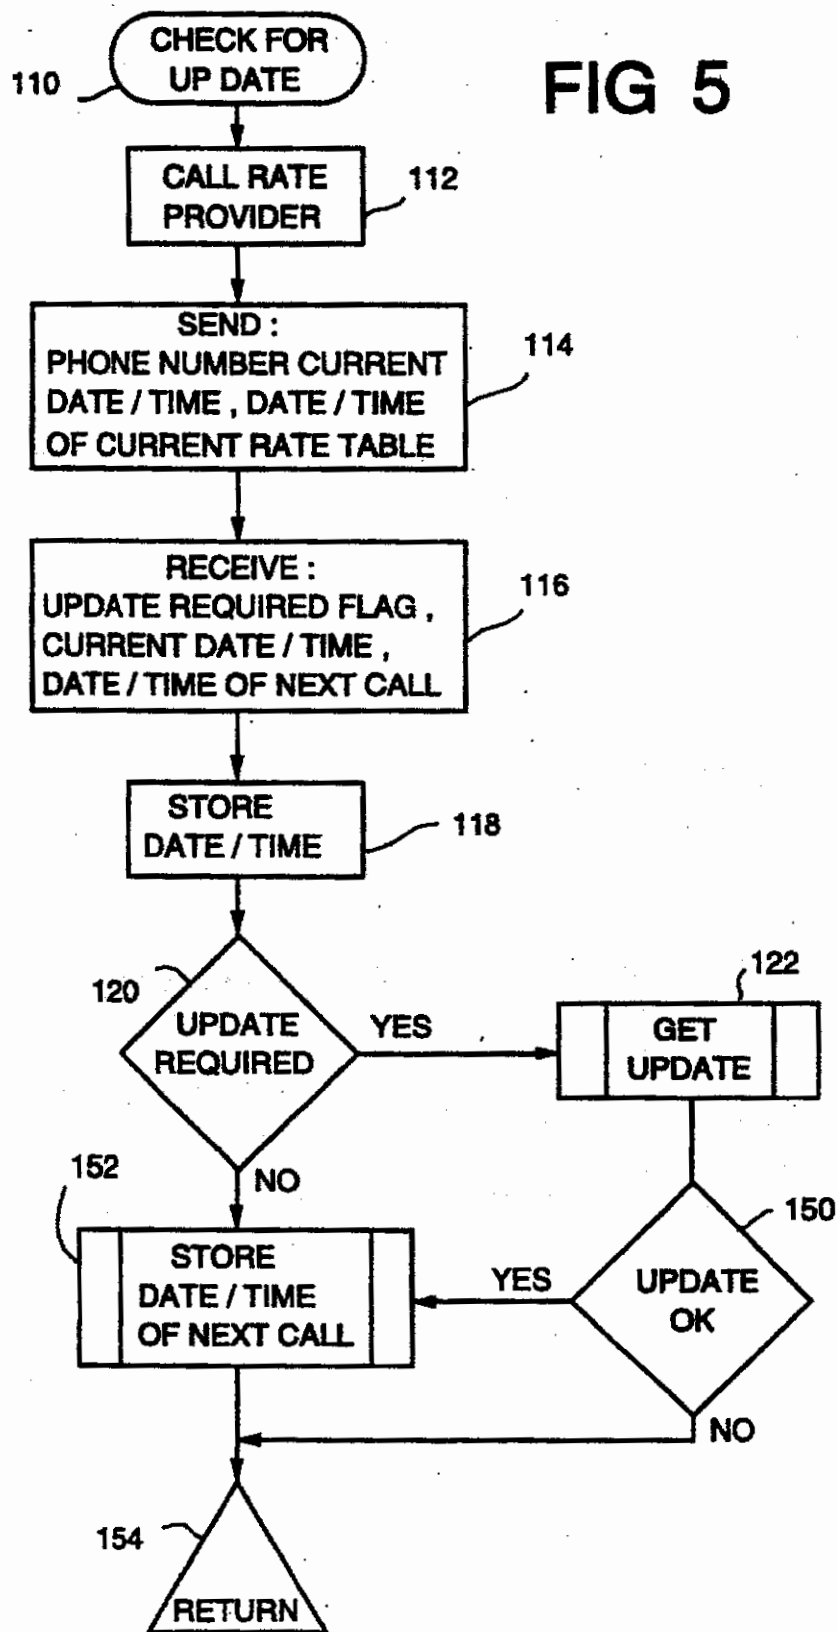 CHECK FOR
UP DATE
110
FIG 5
CALL RATE
PROVIDER
112
SEND :
PHONE NUMBER CURRENT
DATE / TIME , DATE / TIME
OF CURRENT RATE TABLE
114
RECEIVE :
UPDATE REQUIRED FLAG ,
CURRENT DATE / TIME ,
DATE / TIME OF NEXT CALL
116
STORE
DATE / TIME
118
120
UPDATE
REQUIRED
YES
122
GET
UPDATE
NO
152
STORE
DATE / TIME
OF NEXT CALL
YES
150
UPDATE
OK
NO
154
RETURN